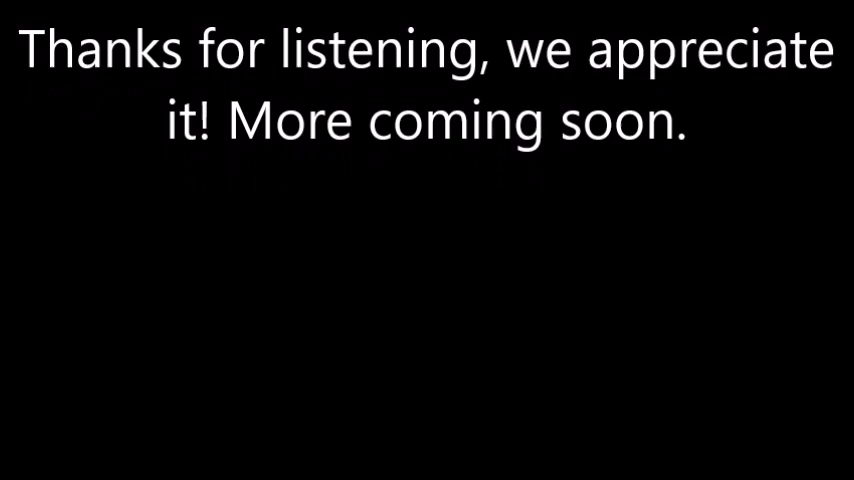 Thanks for listening, we appreciate
it! More coming soon.